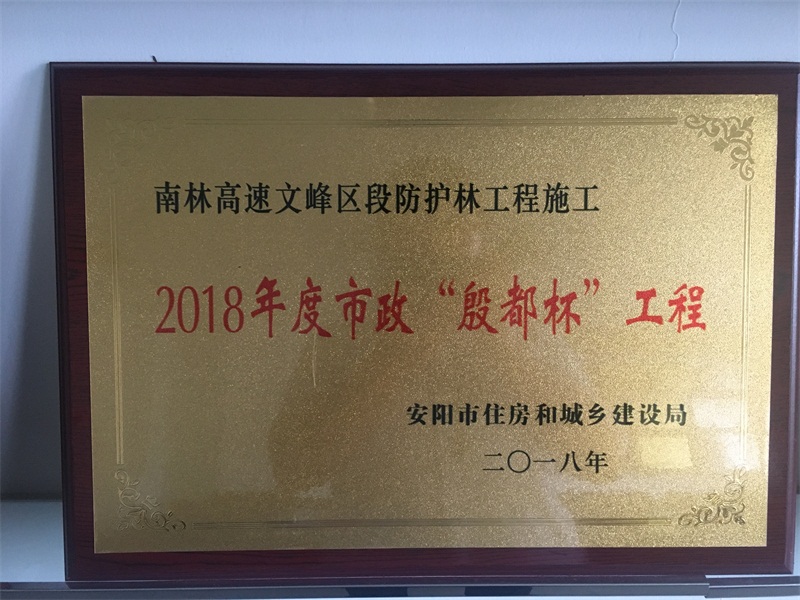 南林高速文峰区段防护林工程施工
2018年度市政“殷都杯”工程
安阳市住房和城乡建设局
二〇一八年